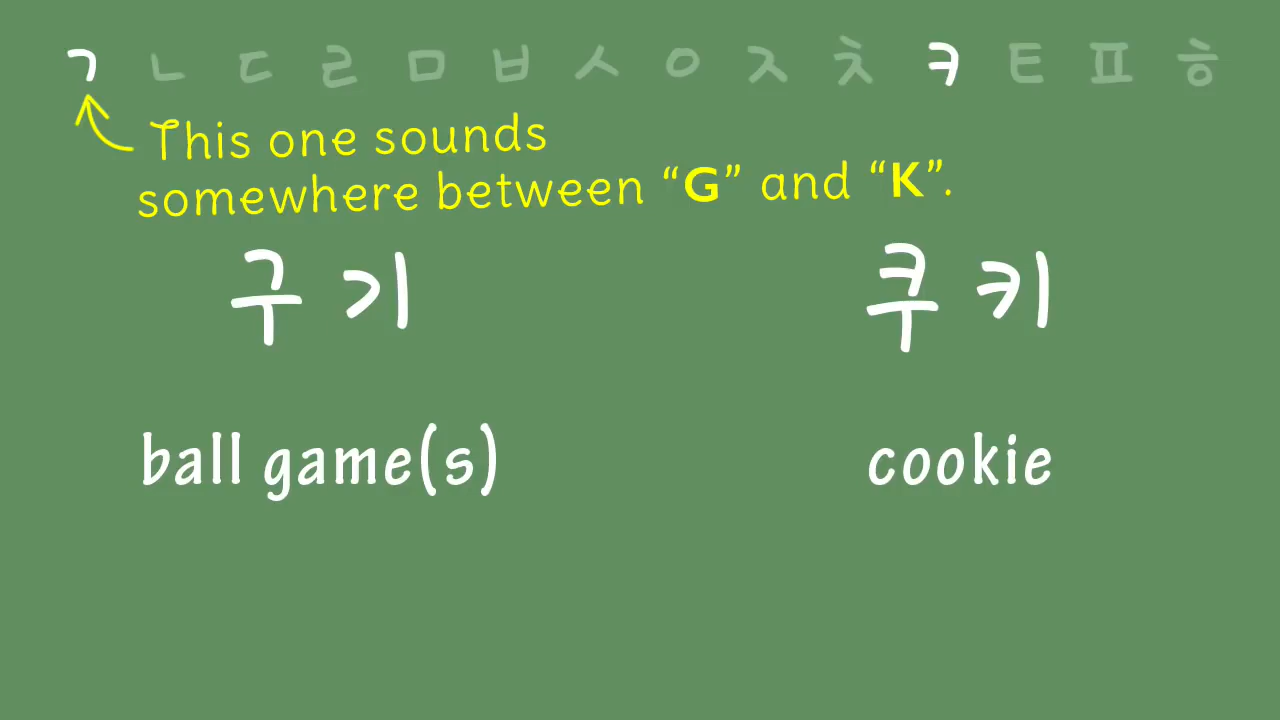 ㄱ ㄴ ㄷ ㄹ ㅁ ㅂ ㅅ ㅇ ㅈ ㅊ ㅋ ㅌ ㅍ ㅎ
This one sounds
somewhere between “G” and “K”.
구기 쿠키
ball game(s) cookie